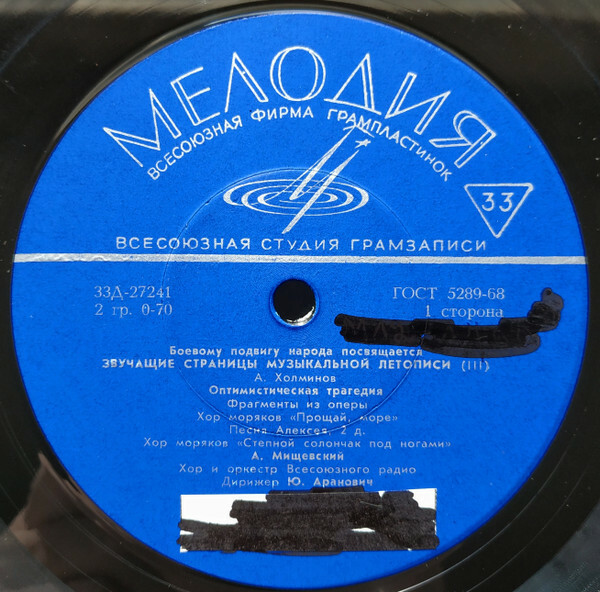 МЕЛОДИЯ
ВСЕСОЮЗНАЯ ФИРМА ГРАМПЛАСТИНОК
33
ВСЕСОЮЗНАЯ СТУДИЯ ГРАМЗАПИСИ
33Д-27241
ГОСТ 5289-68
2 гр. 0-70
1 сторона
Боевому подвигу народа посвящается
ЗВУЧАЩИЕ СТРАНИЦЫ МУЗЫКАЛЬНОЙ ЛЕТОПИСИ (III)
А. Холминов
Оптимистическая трагедия
Фрагменты из оперы
Хор моряков «Прощай, море»
Песня Алексея, 2 д.
Хор моряков «Степной солончак под ногами»
А. Мищевский
Хор и оркестр Всесоюзного радио
Дирижер Ю. Аранович